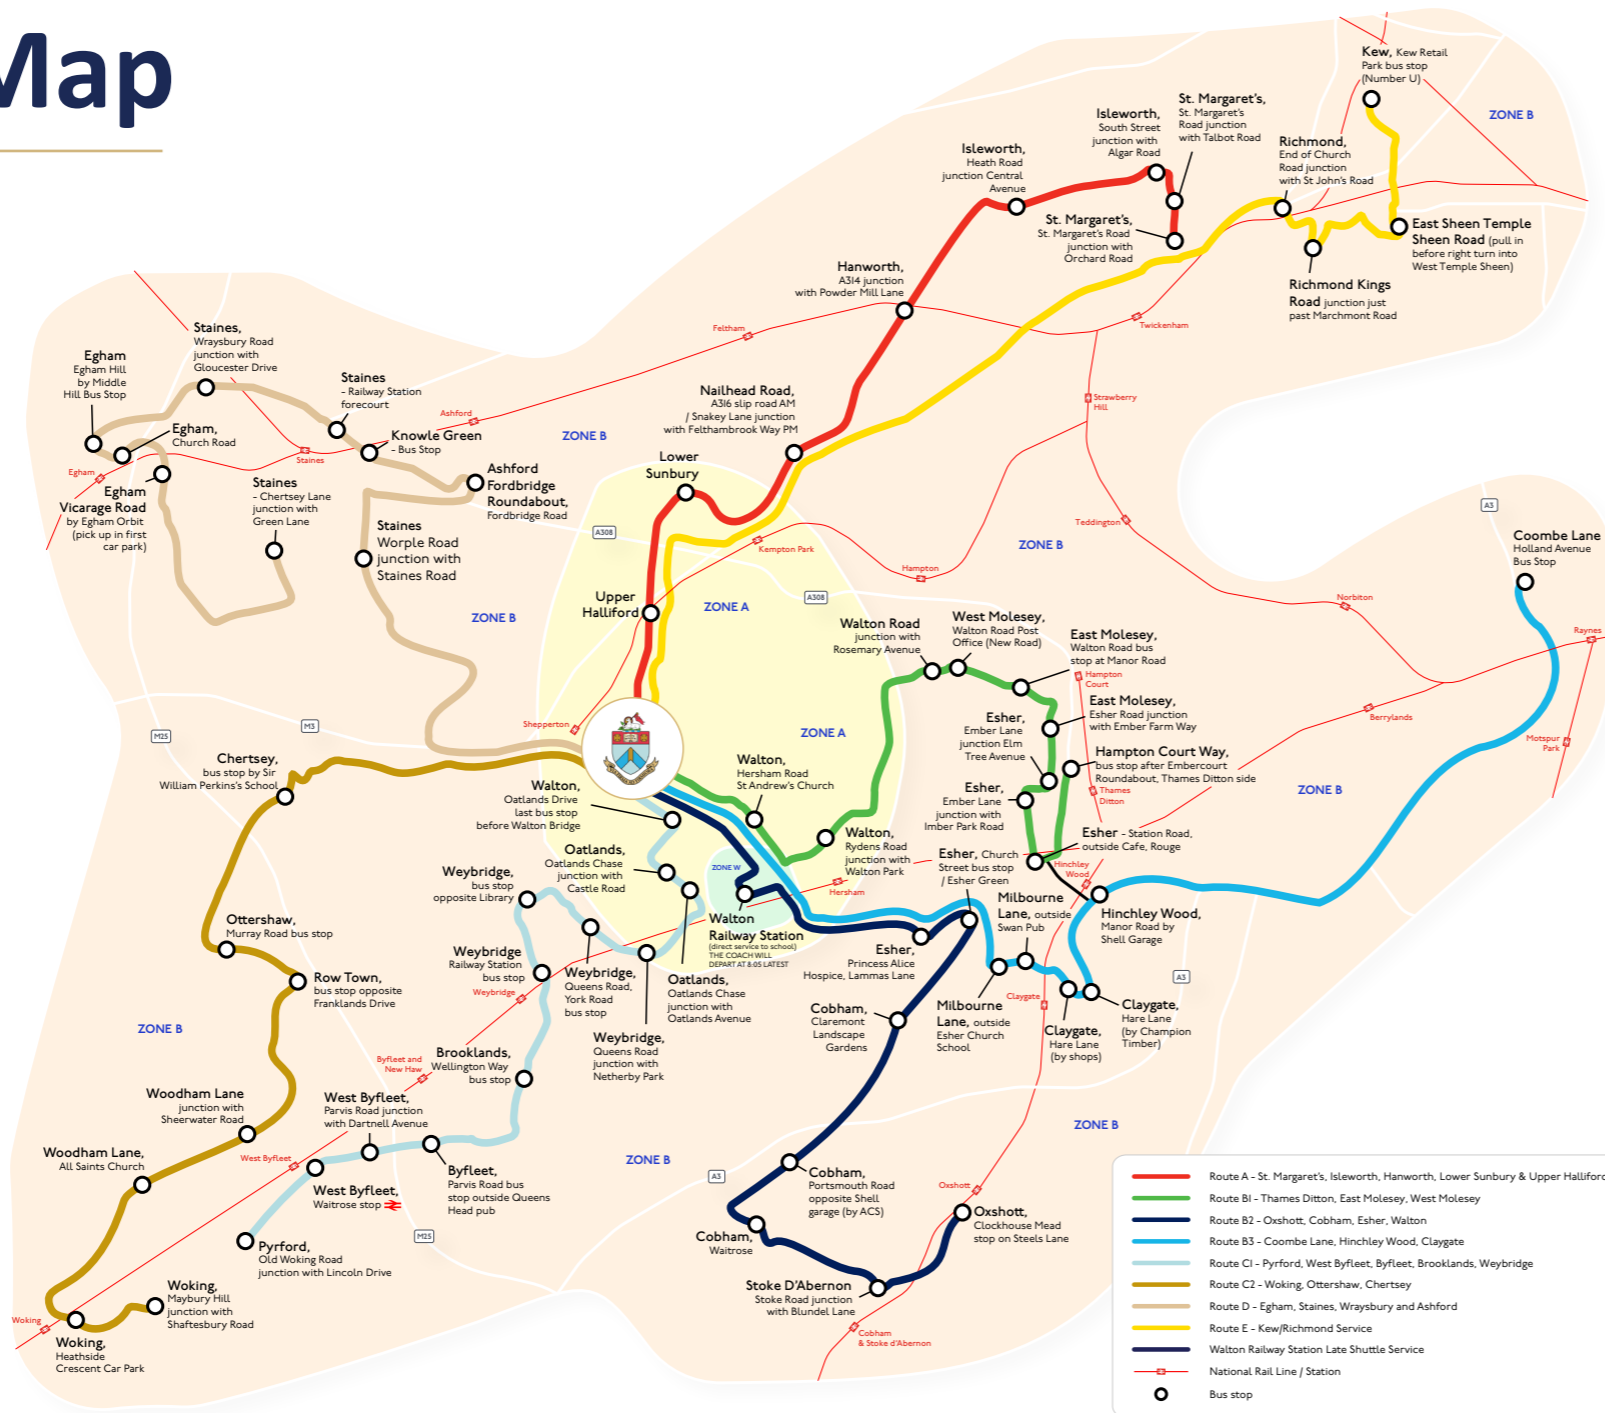 Map
Kew, Kew Retail
Park bus stop
(Number U)
ZONE B
St. Margaret's,
St. Margaret's
Road junction
with Talbot Road
Isleworth,
South Street
junction with
Algar Road
Richmond,
End of Church
Road junction
with St John's Road
Isleworth,
Heath Road
junction Central
Avenue
St. Margaret's,
St. Margaret's Road
junction with
Orchard Road
East Sheen Temple
Sheen Road (pull in
before right turn into
West Temple Sheen)
Richmond Kings
Road junction just
past Marchmont Road
Hanworth,
A314 junction
with Powder Mill Lane
Feltham
Twickenham
Staines,
Wraysbury Road
junction with
Gloucester Drive
Egham
Egham Hill
by Middle
Hill Bus Stop
Staines
- Railway Station
forecourt
Nailhead Road,
A316 slip road AM
/ Snakey Lane junction
with Felthambrook Way PM
Strawberry
Hill
Ashford
Egham,
Church Road
Knowle Green
- Bus Stop
ZONE B
Staines
Egham
Lower
Sunbury
Ashford
Fordbridge
Roundabout,
Fordbridge Road
Egham
Vicarage Road
by Egham Orbit
(pick up in first
car park)
Staines
- Chertsey Lane
junction with
Green Lane
Staines
Worple Road
junction with
Staines Road
A308
Kempton Park
Teddington
ZONE B
A3
Coombe Lane
Holland Avenue
Bus Stop
Hampton
Upper
Halliford
ZONE A
A308
ZONE B
Norbiton
Raynes
Walton Road
junction with
Rosemary Avenue
West Molesey,
Walton Road Post
Office (New Road)
East Molesey,
Walton Road bus
stop at Manor Road
Hampton
Court
East Molesey,
Esher Road junction
with Ember Farm Way
Berrylands
Motspur
Park
Shepperton
M3
M25
ZONE A
Esher,
Ember Lane
junction Elm
Tree Avenue
Hampton Court Way,
bus stop after Embercourt
Roundabout, Thames Ditton side
Thames
Ditton
ZONE B
Chertsey,
bus stop by Sir
William Perkins's School
Walton,
Hersham Road
St Andrew's Church
Walton,
Oatlands Drive
last bus stop
before Walton Bridge
Esher,
Ember Lane
junction with
Imber Park Road
Walton,
Rydens Road
junction with
Walton Park
Esher - Station Road,
outside Cafe, Rouge
Hinchley
Wood
Esher, Church
Street bus stop
/ Esher Green
Oatlands,
Oatlands Chase
junction with
Castle Road
ZONE W
Hersham
Weybridge,
bus stop
opposite Library
Milbourne
Lane, outside
Swan Pub
Hinchley Wood,
Manor Road by
Shell Garage
Ottershaw,
Murray Road bus stop
Walton
Railway Station
(direct service to school)
THE COACH WILL
DEPART AT 8.05 LATEST
Esher,
Princess Alice
Hospice, Lammas Lane
Weybridge
Railway Station
bus stop
Weybridge
Weybridge,
Queens Road,
York Road
bus stop
Oatlands,
Oatlands Chase
junction with
Oatlands Avenue
Row Town,
bus stop opposite
Franklands Drive
A3
Claygate
Cobham,
Claremont
Landscape
Gardens
Milbourne
Lane, outside
Esher Church
School
Claygate,
Hare Lane
(by shops)
Claygate,
Hare Lane
(by Champion
Timber)
ZONE B
Weybridge,
Queens Road
junction with
Netherby Park
Byfleet and
New Haw
Brooklands,
Wellington Way
bus stop
Woodham Lane
junction with
Sheerwater Road
West Byfleet,
Parvis Road junction
with Dartnell Avenue
ZONE B
Woodham Lane,
All Saints Church
West Byfleet
ZONE B
Byfleet,
Parvis Road bus
stop outside Queens
Head pub
West Byfleet,
Waitrose stop
A3
Cobham,
Portsmouth Road
opposite Shell
garage (by ACS)
Oxshott
Oxshott,
Clockhouse Mead
stop on Steels Lane
M25
Cobham,
Waitrose
Pyrford,
Old Woking Road
junction with Lincoln Drive
Stoke D'Abernon
Stoke Road junction
with Blundel Lane
Woking,
Maybury Hill
junction with
Shaftesbury Road
Woking
Woking,
Heathside
Crescent Car Park
Cobham
& Stoke d'Abernon
Route A - St. Margaret's, Isleworth, Hanworth, Lower Sunbury & Upper Halliford
Route B1 - Thames Ditton, East Molesey, West Molesey
Route B2 - Oxshott, Cobham, Esher, Walton
Route B3 - Coombe Lane, Hinchley Wood, Claygate
Route C1 - Pyrford, West Byfleet, Byfleet, Brooklands, Weybridge
Route C2 - Woking, Ottershaw, Chertsey
Route D - Egham, Staines, Wraysbury and Ashford
Route E - Kew/Richmond Service
Walton Railway Station Late Shuttle Service
National Rail Line / Station
Bus stop